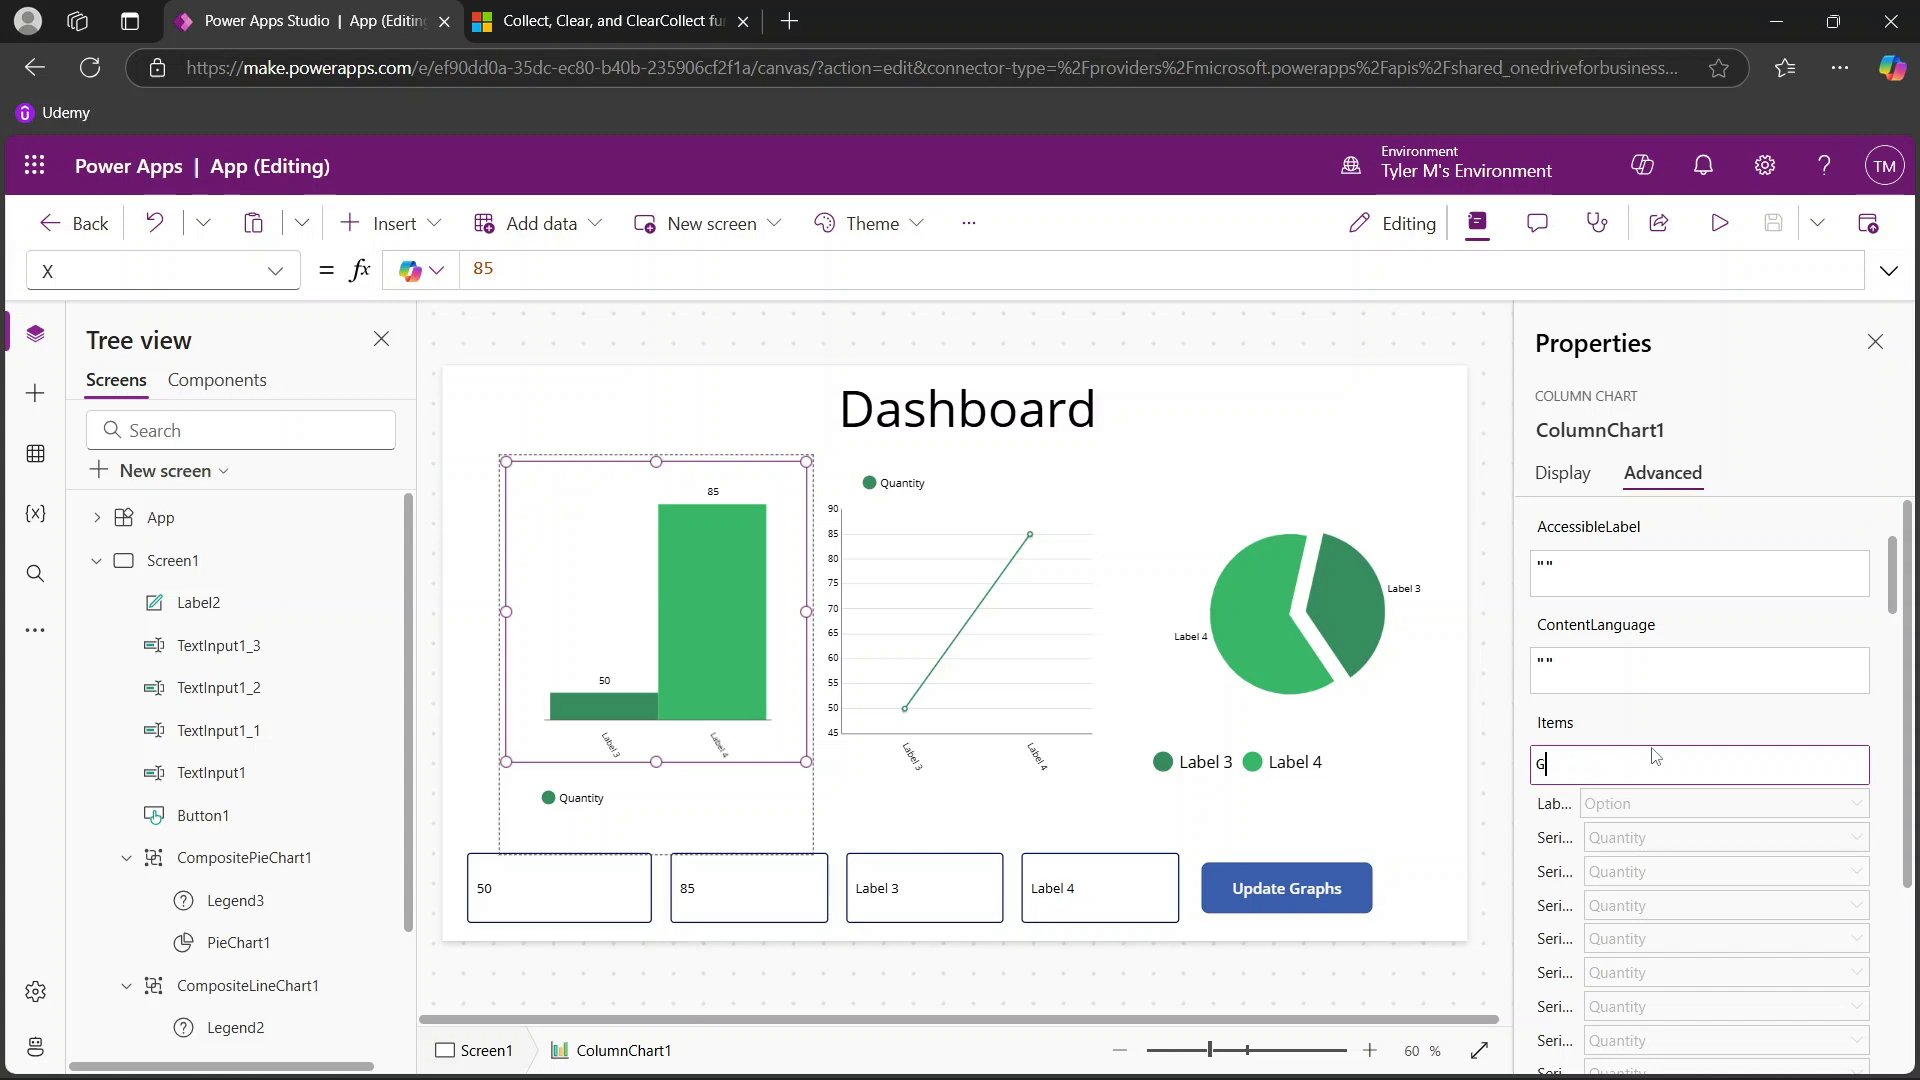 Power Apps Studio | App (Editing
Collect, Clear, and ClearCollect fu
https://make.powerapps.com/e/ef90dd0a-35dc-ec80-b40b-235906cf2f1a/canvas/?action=edit&connector-type=%2Fproviders%2Fmicrosoft.powerapps%2Fapis%2Fshared_onedriveforbusiness...
Udemy
Power Apps | App (Editing)
Environment
Tyler M's Environment
TM
Back
Insert
Add data
New screen
Theme
Editing
X
= fx
85
Tree view
Screens
Components
Search
New screen
App
Screen1
Label2
TextInput1_3
TextInput1_2
TextInput1_1
TextInput1
Button1
CompositePieChart1
Legend3
PieChart1
CompositeLineChart1
Legend2
Dashboard
85
50
Label 3
Label 4
Quantity
Quantity
90
85
80
75
70
65
60
55
50
45
Label 3
Label 4
Label 3
Label 4
Label 3
Label 4
50
85
Label 3
Label 4
Update Graphs
Screen1
ColumnChart1
60 %
Properties
COLUMN CHART
ColumnChart1
Display
Advanced
AccessibleLabel
""
ContentLanguage
""
Items
G
Lab... Option
Seri... Quantity
Seri... Quantity
Seri... Quantity
Seri... Quantity
Seri... Quantity
Seri... Quantity
Seri... Quantity
Seri... Quantity